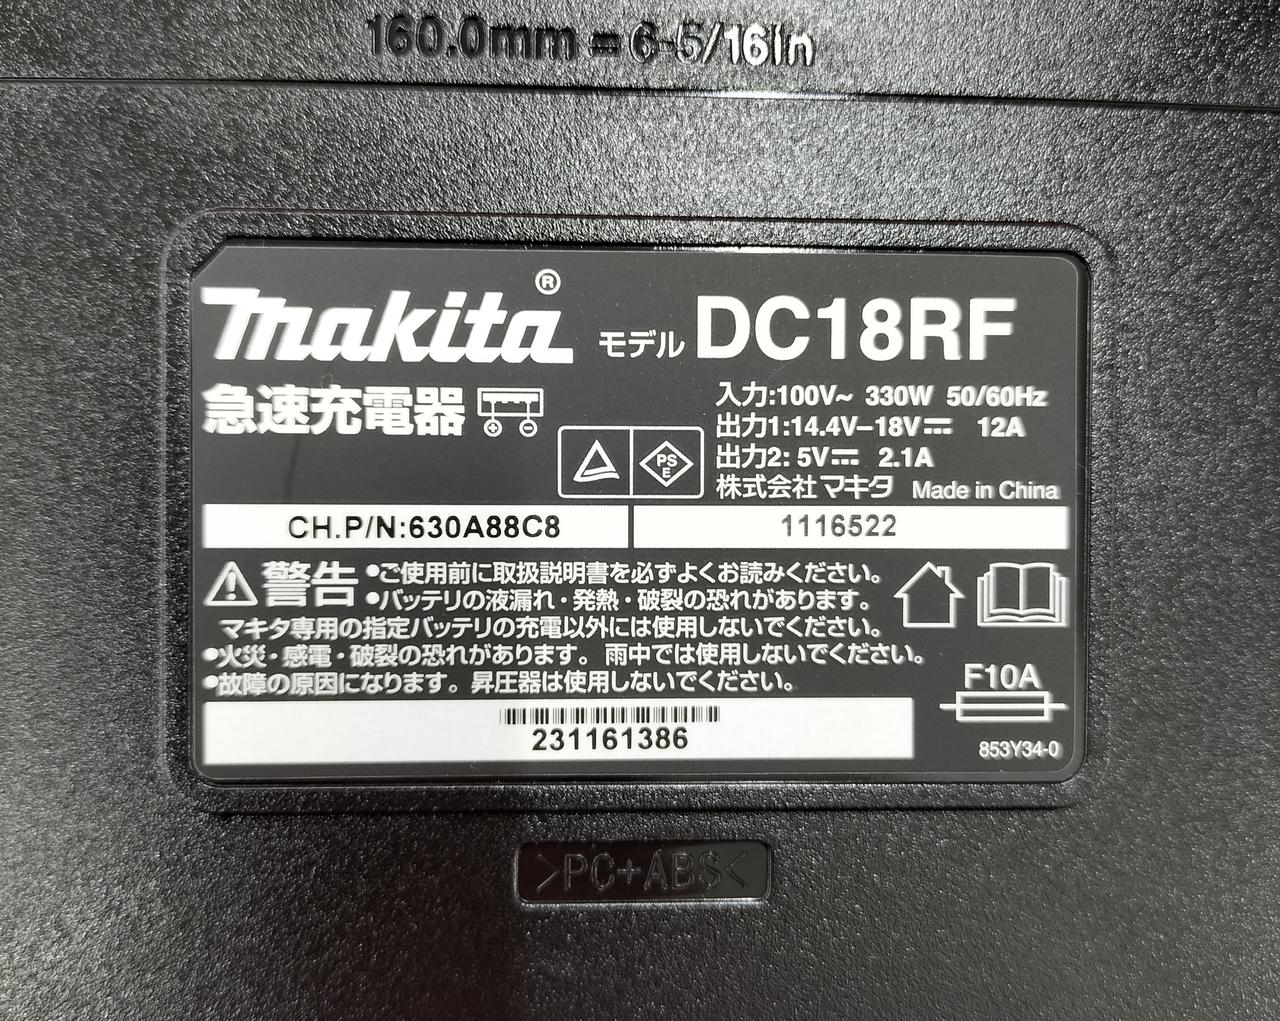 160.0mm = 6-5/16in
makita® モデル DC18RF
急速充電器
入力:100V~ 330W 50/60Hz
出力1:14.4V–18V⎓ 12A
出力2: 5V⎓ 2.1A
PS E
株式会社 マキタ Made in China
CH.P/N:630A88C8
1116522
警告 •ご使用前に取扱説明書を必ずよくお読みください。
•バッテリの液漏れ・発熱・破裂の恐れがあります。
マキタ専用の指定バッテリの充電以外には使用しないでください。
•火災・感電・破裂の恐れがあります。雨中では使用しないでください。
•故障の原因になります。昇圧器は使用しないでください。
F10A
231161386
853Y34-0
>PC+ABS<